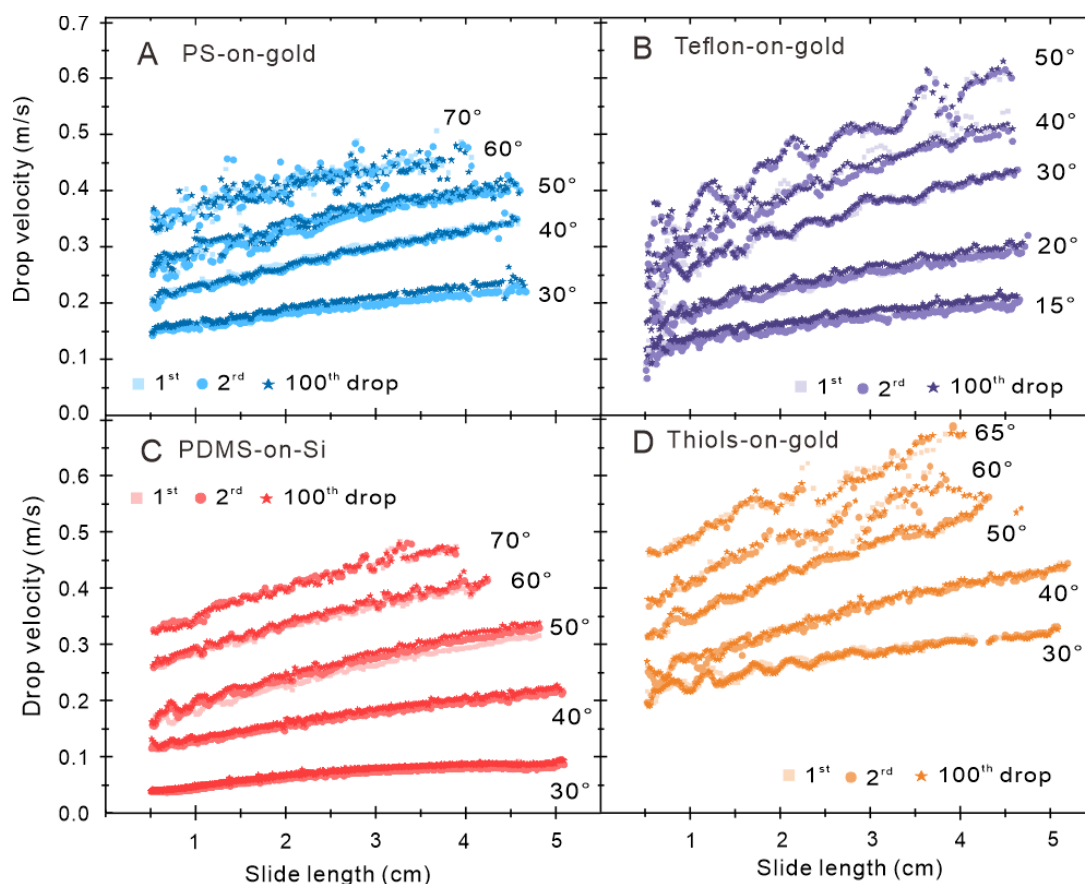 A PS-on-gold
Drop velocity (m/s)
0.7
0.6
0.5
0.4
0.3
0.2
0.1
0.0
70°
60°
50°
40°
30°
1st 2rd 100th drop
B Teflon-on-gold
50°
40°
30°
20°
15°
1st 2rd 100th drop
C PDMS-on-Si
1st 2rd 100th drop
Drop velocity (m/s)
0.6
0.5
0.4
0.3
0.2
0.1
0.0
70°
60°
50°
40°
30°
1 2 3 4 5
Slide length (cm)
D Thiols-on-gold
65°
60°
50°
40°
30°
1st 2rd 100th drop
1 2 3 4 5
Slide length (cm)